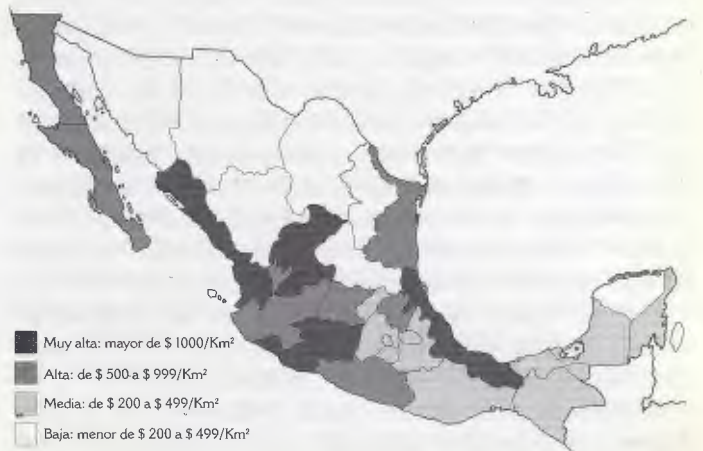 Muy alta: mayor de $ 1000/Km²
Alta: de $ 500 a $ 999/Km²
Media: de $ 200 a $ 499/Km²
Baja: menor de $ 200 a $ 499/Km²